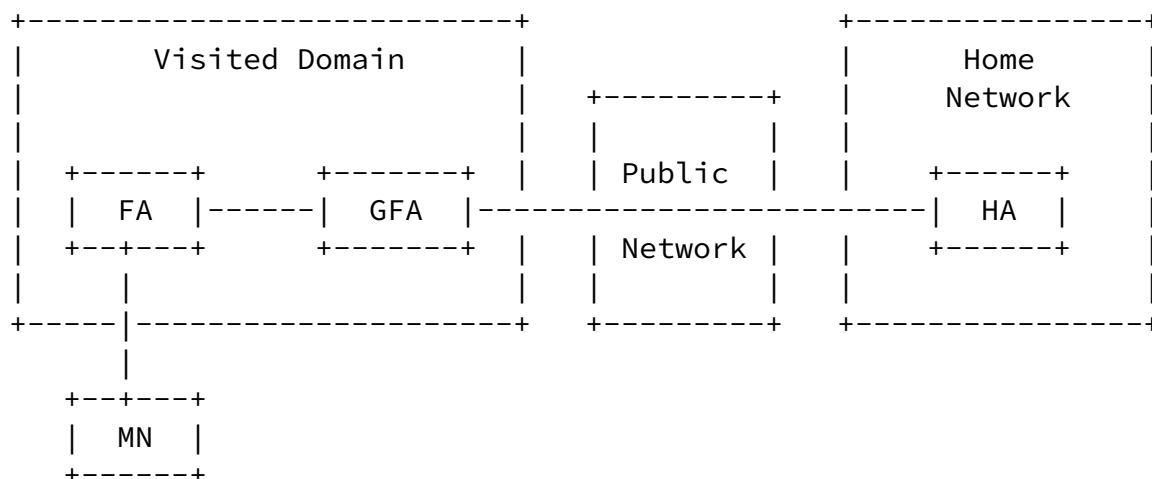 Visited Domain
Home
Network
Public
FA
GFA
HA
Network
MN